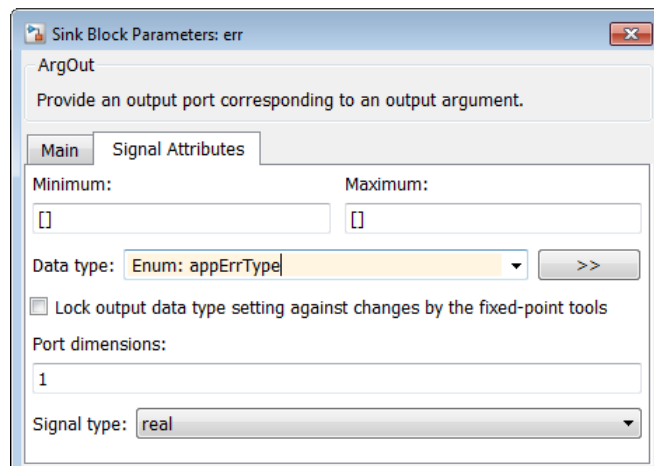 Sink Block Parameters: err
ArgOut
Provide an output port corresponding to an output argument.
Main Signal Attributes
Minimum: Maximum:
[] []
Data type: Enum: appErrType >>
Lock output data type setting against changes by the fixed-point tools
Port dimensions:
1
Signal type: real